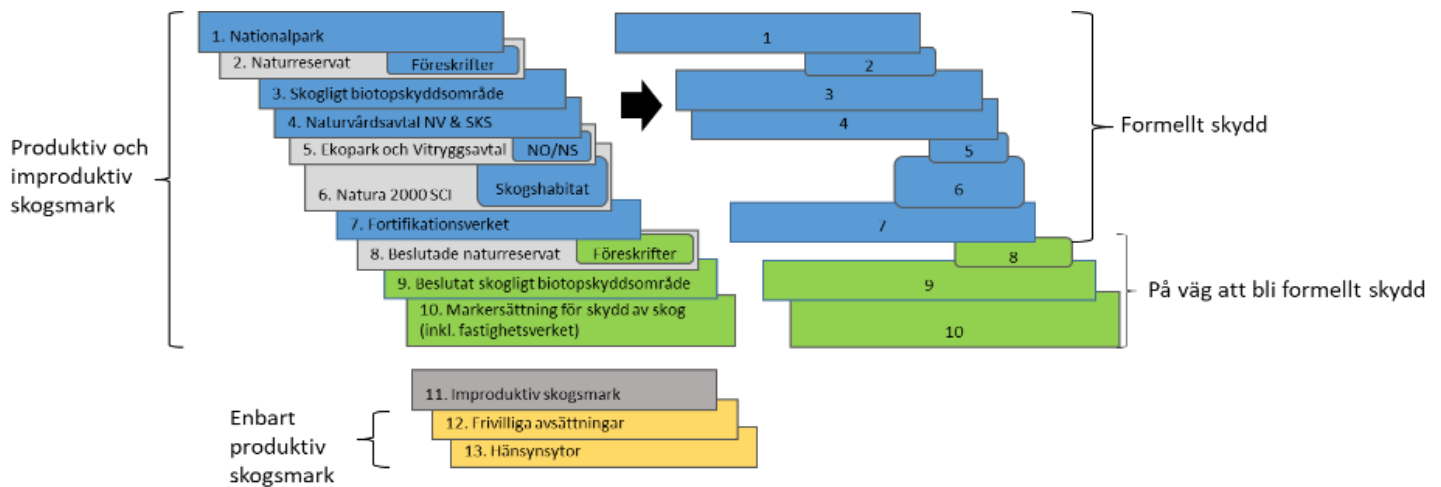 Produktiv och
improduktiv
skogsmark
1. Nationalpark
2. Naturreservat
Föreskrifter
3. Skogligt biotopskyddsområde
4. Naturvårdsavtal NV & SKS
5. Ekopark och Vitryggsavtal
NO/NS
6. Natura 2000 SCI
Skogshabitat
7. Fortifikationsverket
8. Beslutade naturreservat
Föreskrifter
9. Beslutat skogligt biotopskyddsområde
10. Markersättning för skydd av skog
(inkl. fastighetsverket)
1
2
3
4
5
6
7
8
9
10
Formellt skydd
På väg att bli formellt skydd
11. Improduktiv skogsmark
Enbart
produktiv
skogsmark
12. Frivilliga avsättningar
13. Hänsynsytor